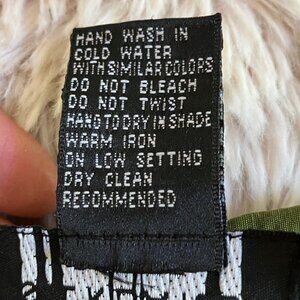 HAND WASH IN
COLD WATER
WITH SIMILAR COLORS
DO NOT BLEACH
DO NOT TWIST
HANG TO DRY IN SHADE
WARM IRON
ON LOW SETTING
DRY CLEAN
RECOMMENDED